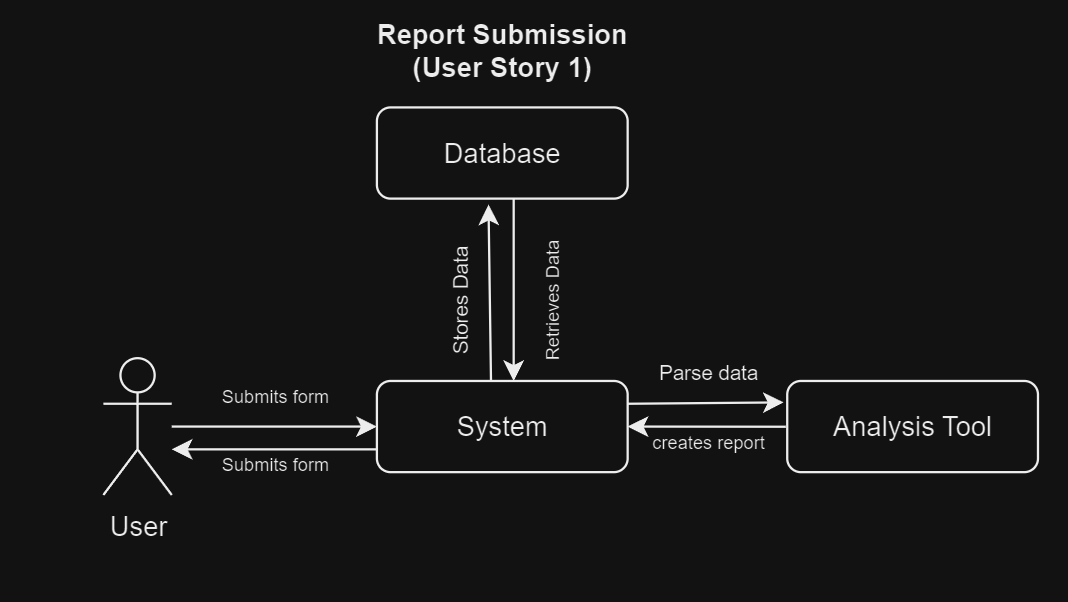 Report Submission
(User Story 1)
Database
Stores Data
Retrieves Data
Submits form
Submits form
User
System
Parse data
creates report
Analysis Tool